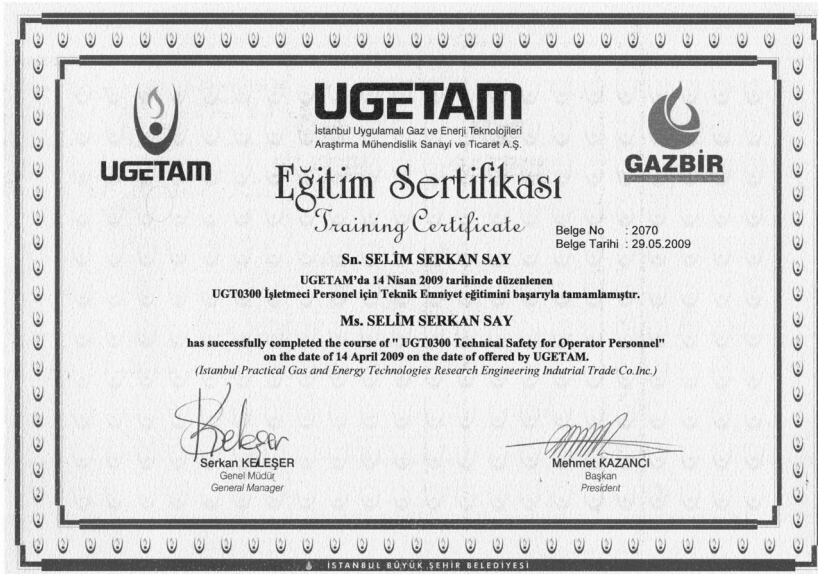 UGETAM
İstanbul Uygulamalı Gaz ve Enerji Teknolojileri
Araştırma Mühendislik Sanayi ve Ticaret A.Ş.
UGETAM
GAZBİR
Eğitim Sertifikası
Training Certificate
Belge No : 2070
Belge Tarihi : 29.05.2009
Sn. SELİM SERKAN SAY
UGETAM'da 14 Nisan 2009 tarihinde düzenlenen
UGT0300 İşletmeci Personel için Teknik Emniyet eğitimini başarıyla tamamlamıştır.
Ms. SELİM SERKAN SAY
has successfully completed the course of " UGT0300 Technical Safety for Operator Personnel"
on the date of 14 April 2009 on the date of offered by UGETAM.
(Istanbul Practical Gas and Energy Technologies Research Engineering Indutrial Trade Co.Inc.)
Keleşer
Serkan KELEŞER
Genel Müdür
General Manager
Mehmet KAZANCI
Başkan
President
İSTANBUL BÜYÜK ŞEHİR BELEDİYESİ